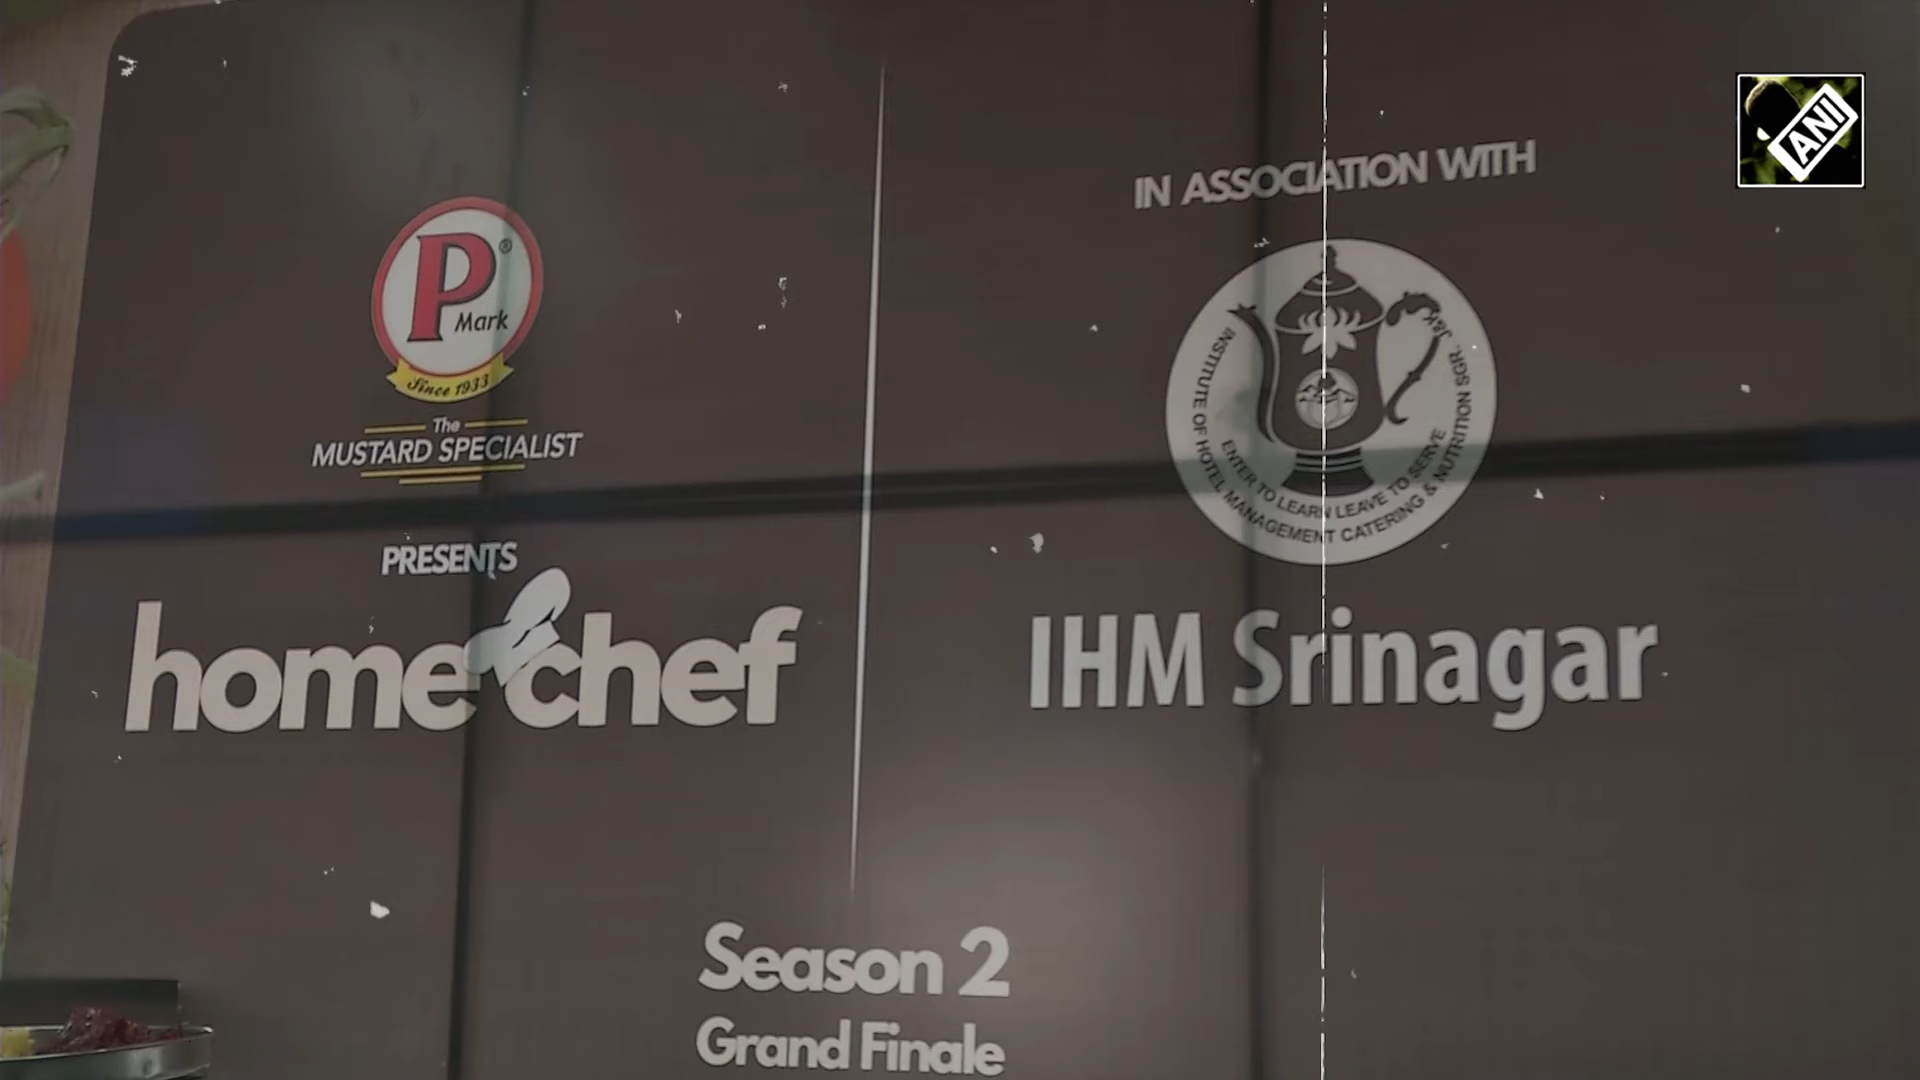 P
®
Mark
Since 1933
The
MUSTARD SPECIALIST
PRESENTS
home chef
IN ASSOCIATION WITH
INSTITUTE OF HOTEL MANAGEMENT CATERING & NUTRITION SGR. J&K
ENTER TO LEARN LEAVE TO SERVE
IHM Srinagar
Season 2
Grand Finale
ANI